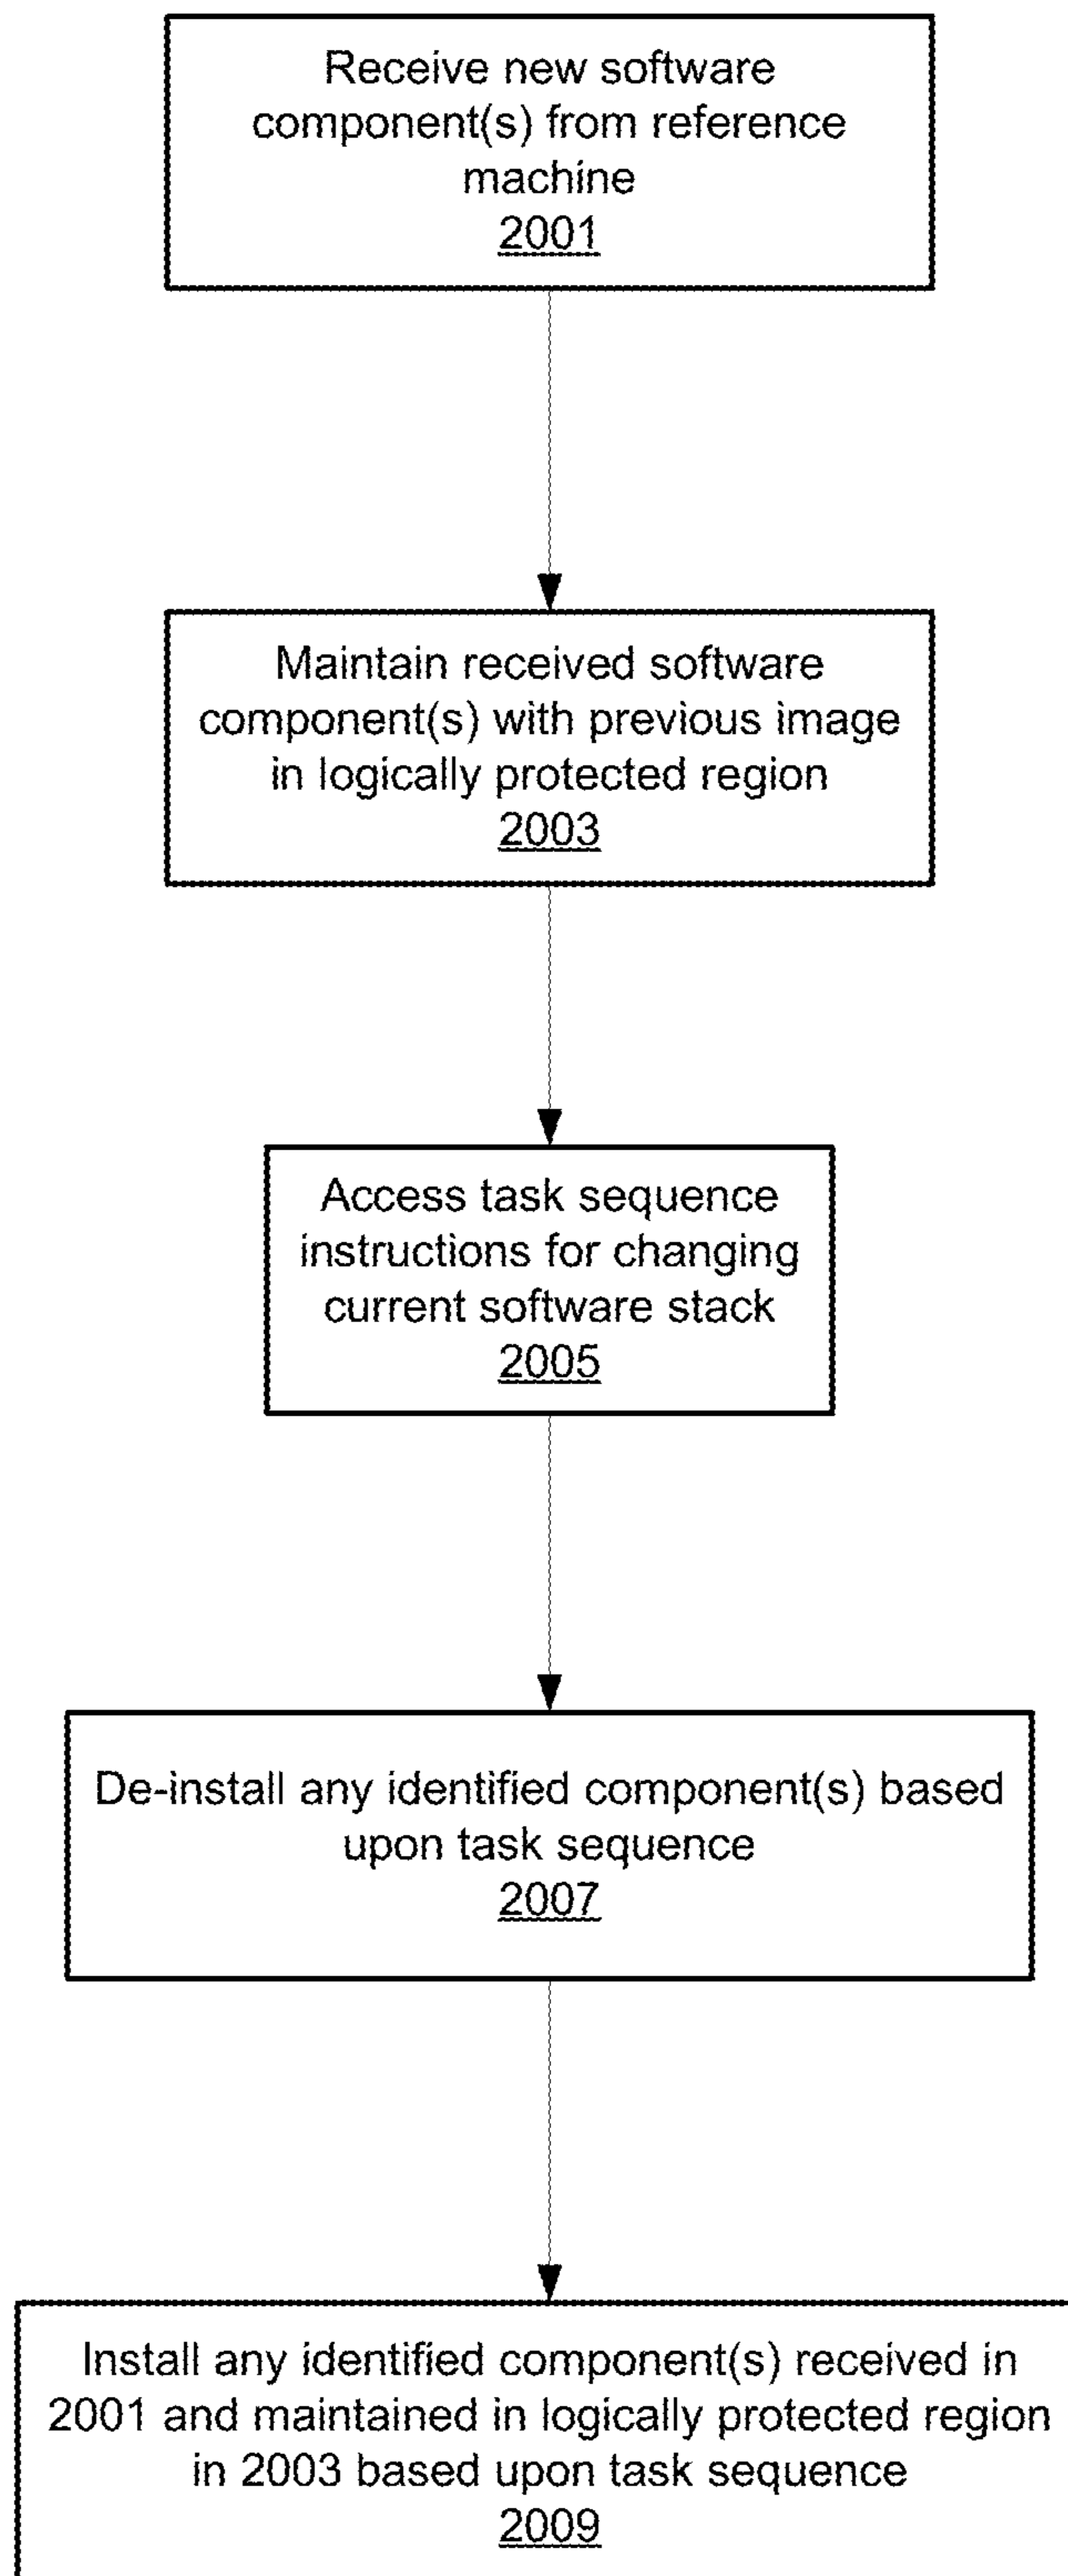 Receive new software
component(s) from reference
machine
2001
Maintain received software
component(s) with previous image
in logically protected region
2003
Access task sequence
instructions for changing
current software stack
2005
De-install any identified component(s) based
upon task sequence
2007
Install any identified component(s) received in
2001 and maintained in logically protected region
in 2003 based upon task sequence
2009